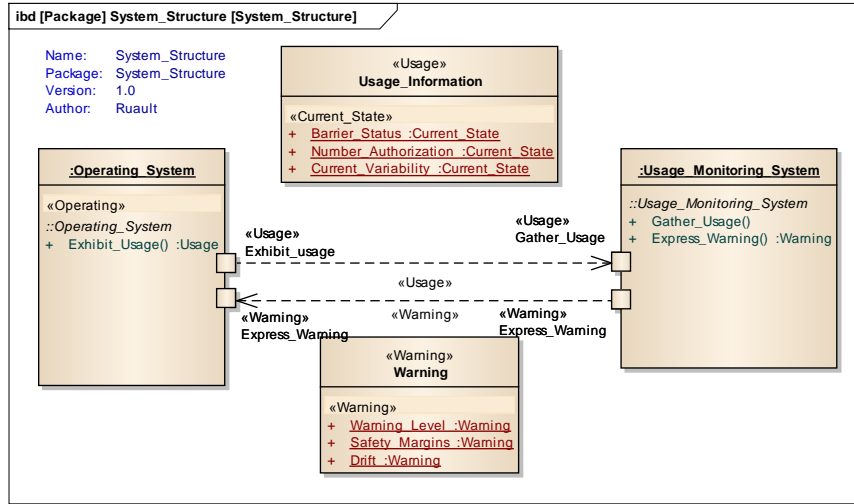 ibd [Package] System_Structure [System_Structure]
Name: System_Structure
Package: System_Structure
Version: 1.0
Author: Ruault
«Usage»
Usage_Information
«Current_State»
+ Barrier_Status :Current_State
+ Number_Authorization :Current_State
+ Current_Variability :Current_State
:Operating_System
«Operating»
::Operating_System
+ Exhibit_Usage() :Usage
:Usage_Monitoring_System
::Usage_Monitoring_System
+ Gather_Usage()
+ Express_Warning() :Warning
«Usage»
Exhibit_usage
«Usage»
Gather_Usage
«Usage»
«Warning»
Express_Warning
«Warning»
«Warning»
Express_Warning
«Warning»
Warning
«Warning»
+ Warning_Level :Warning
+ Safety_Margins :Warning
+ Drift :Warning